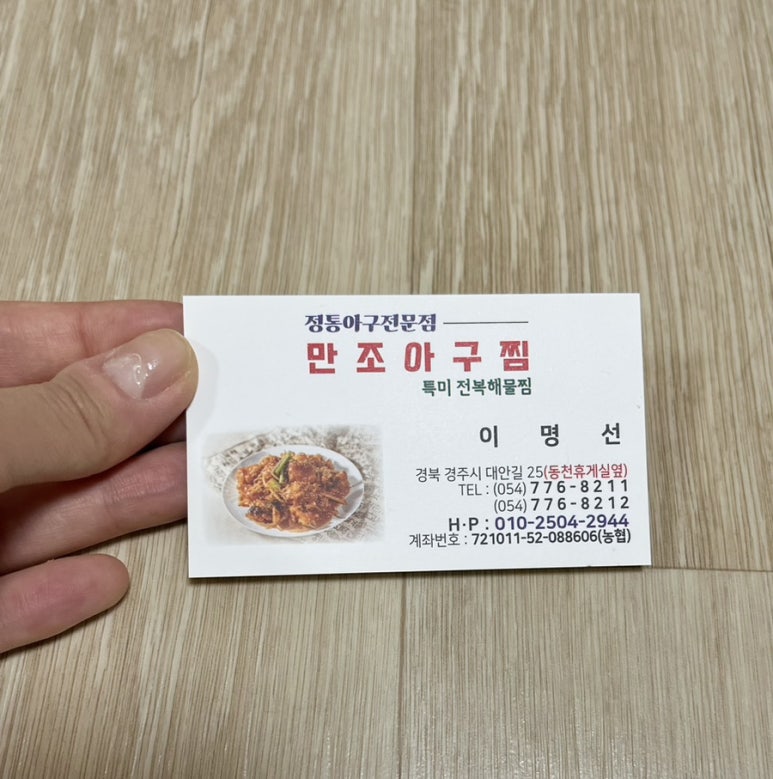 정통아구전문점
만조아구찜
특미 전복해물찜
이 명 선
경북 경주시 대안길 25(동천휴게실옆)
TEL : (054) 776-8211
(054) 776-8212
H·P : 010-2504-2944
계좌번호 : 721011-52-088606(농협)